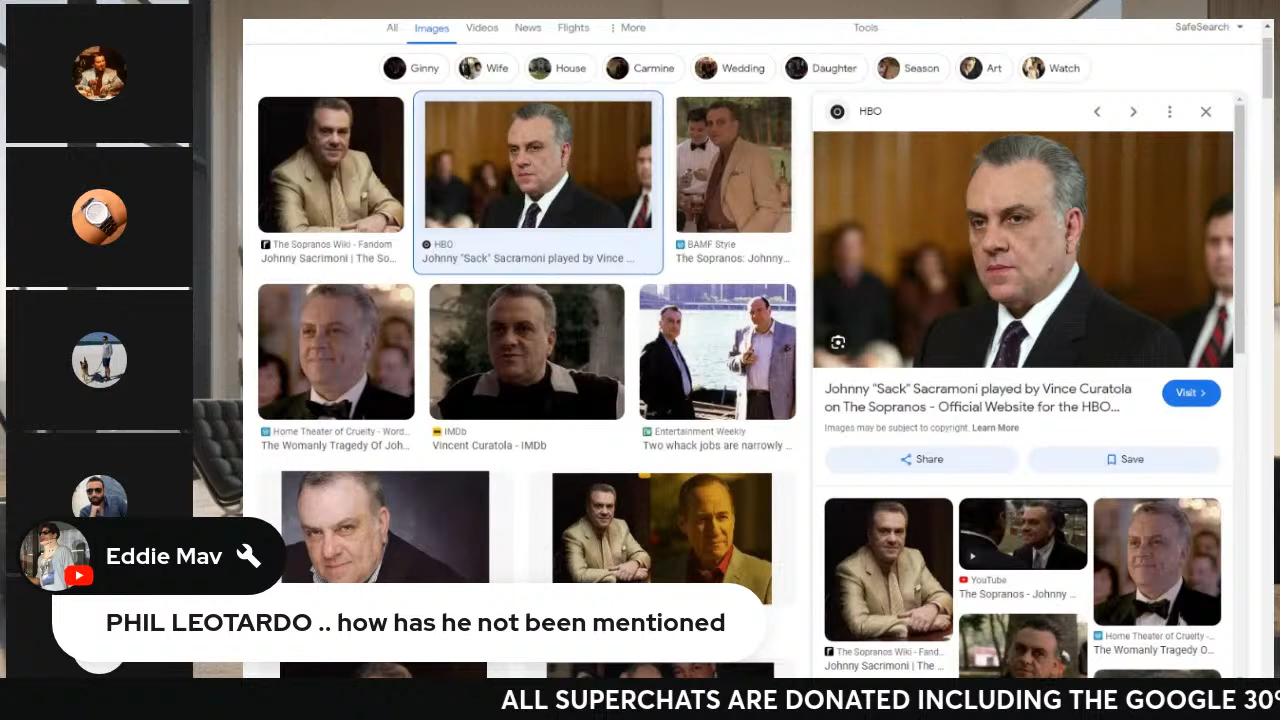 All Images Videos News Flights More Tools SafeSearch
Ginny Wife House Carmine Wedding Daughter Season Art Watch
The Sopranos Wiki - Fandom
Johnny Sacrimoni | The So...
HBO
Johnny "Sack" Sacramoni played by Vince ...
BAMF Style
The Sopranos: Johnny...
Home Theater of Cruelty - Word...
The Womanly Tragedy Of Joh...
IMDb
Vincent Curatola - IMDb
Entertainment Weekly
Two whack jobs are narrowly ...
HBO
Johnny "Sack" Sacramoni played by Vince Curatola
on The Sopranos - Official Website for the HBO...
Visit
Images may be subject to copyright. Learn More
Share
Save
The Sopranos Wiki - Fand...
Johnny Sacrimoni | The ...
YouTube
The Sopranos - Johnny ...
Home Theater of Cruelty -...
The Womanly Tragedy O...
Eddie Mav
PHIL LEOTARDO .. how has he not been mentioned
ALL SUPERCHATS ARE DONATED INCLUDING THE GOOGLE 30%